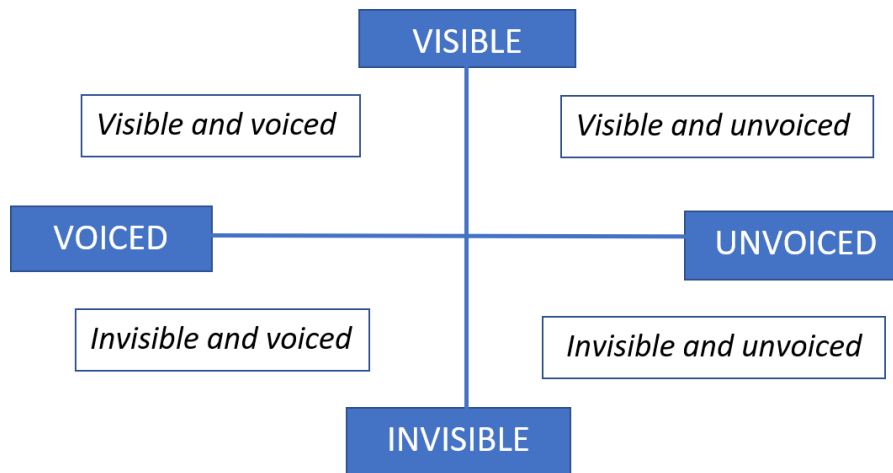 VISIBLE
Visible and voiced
Visible and unvoiced
VOICED
UNVOICED
Invisible and voiced
Invisible and unvoiced
INVISIBLE